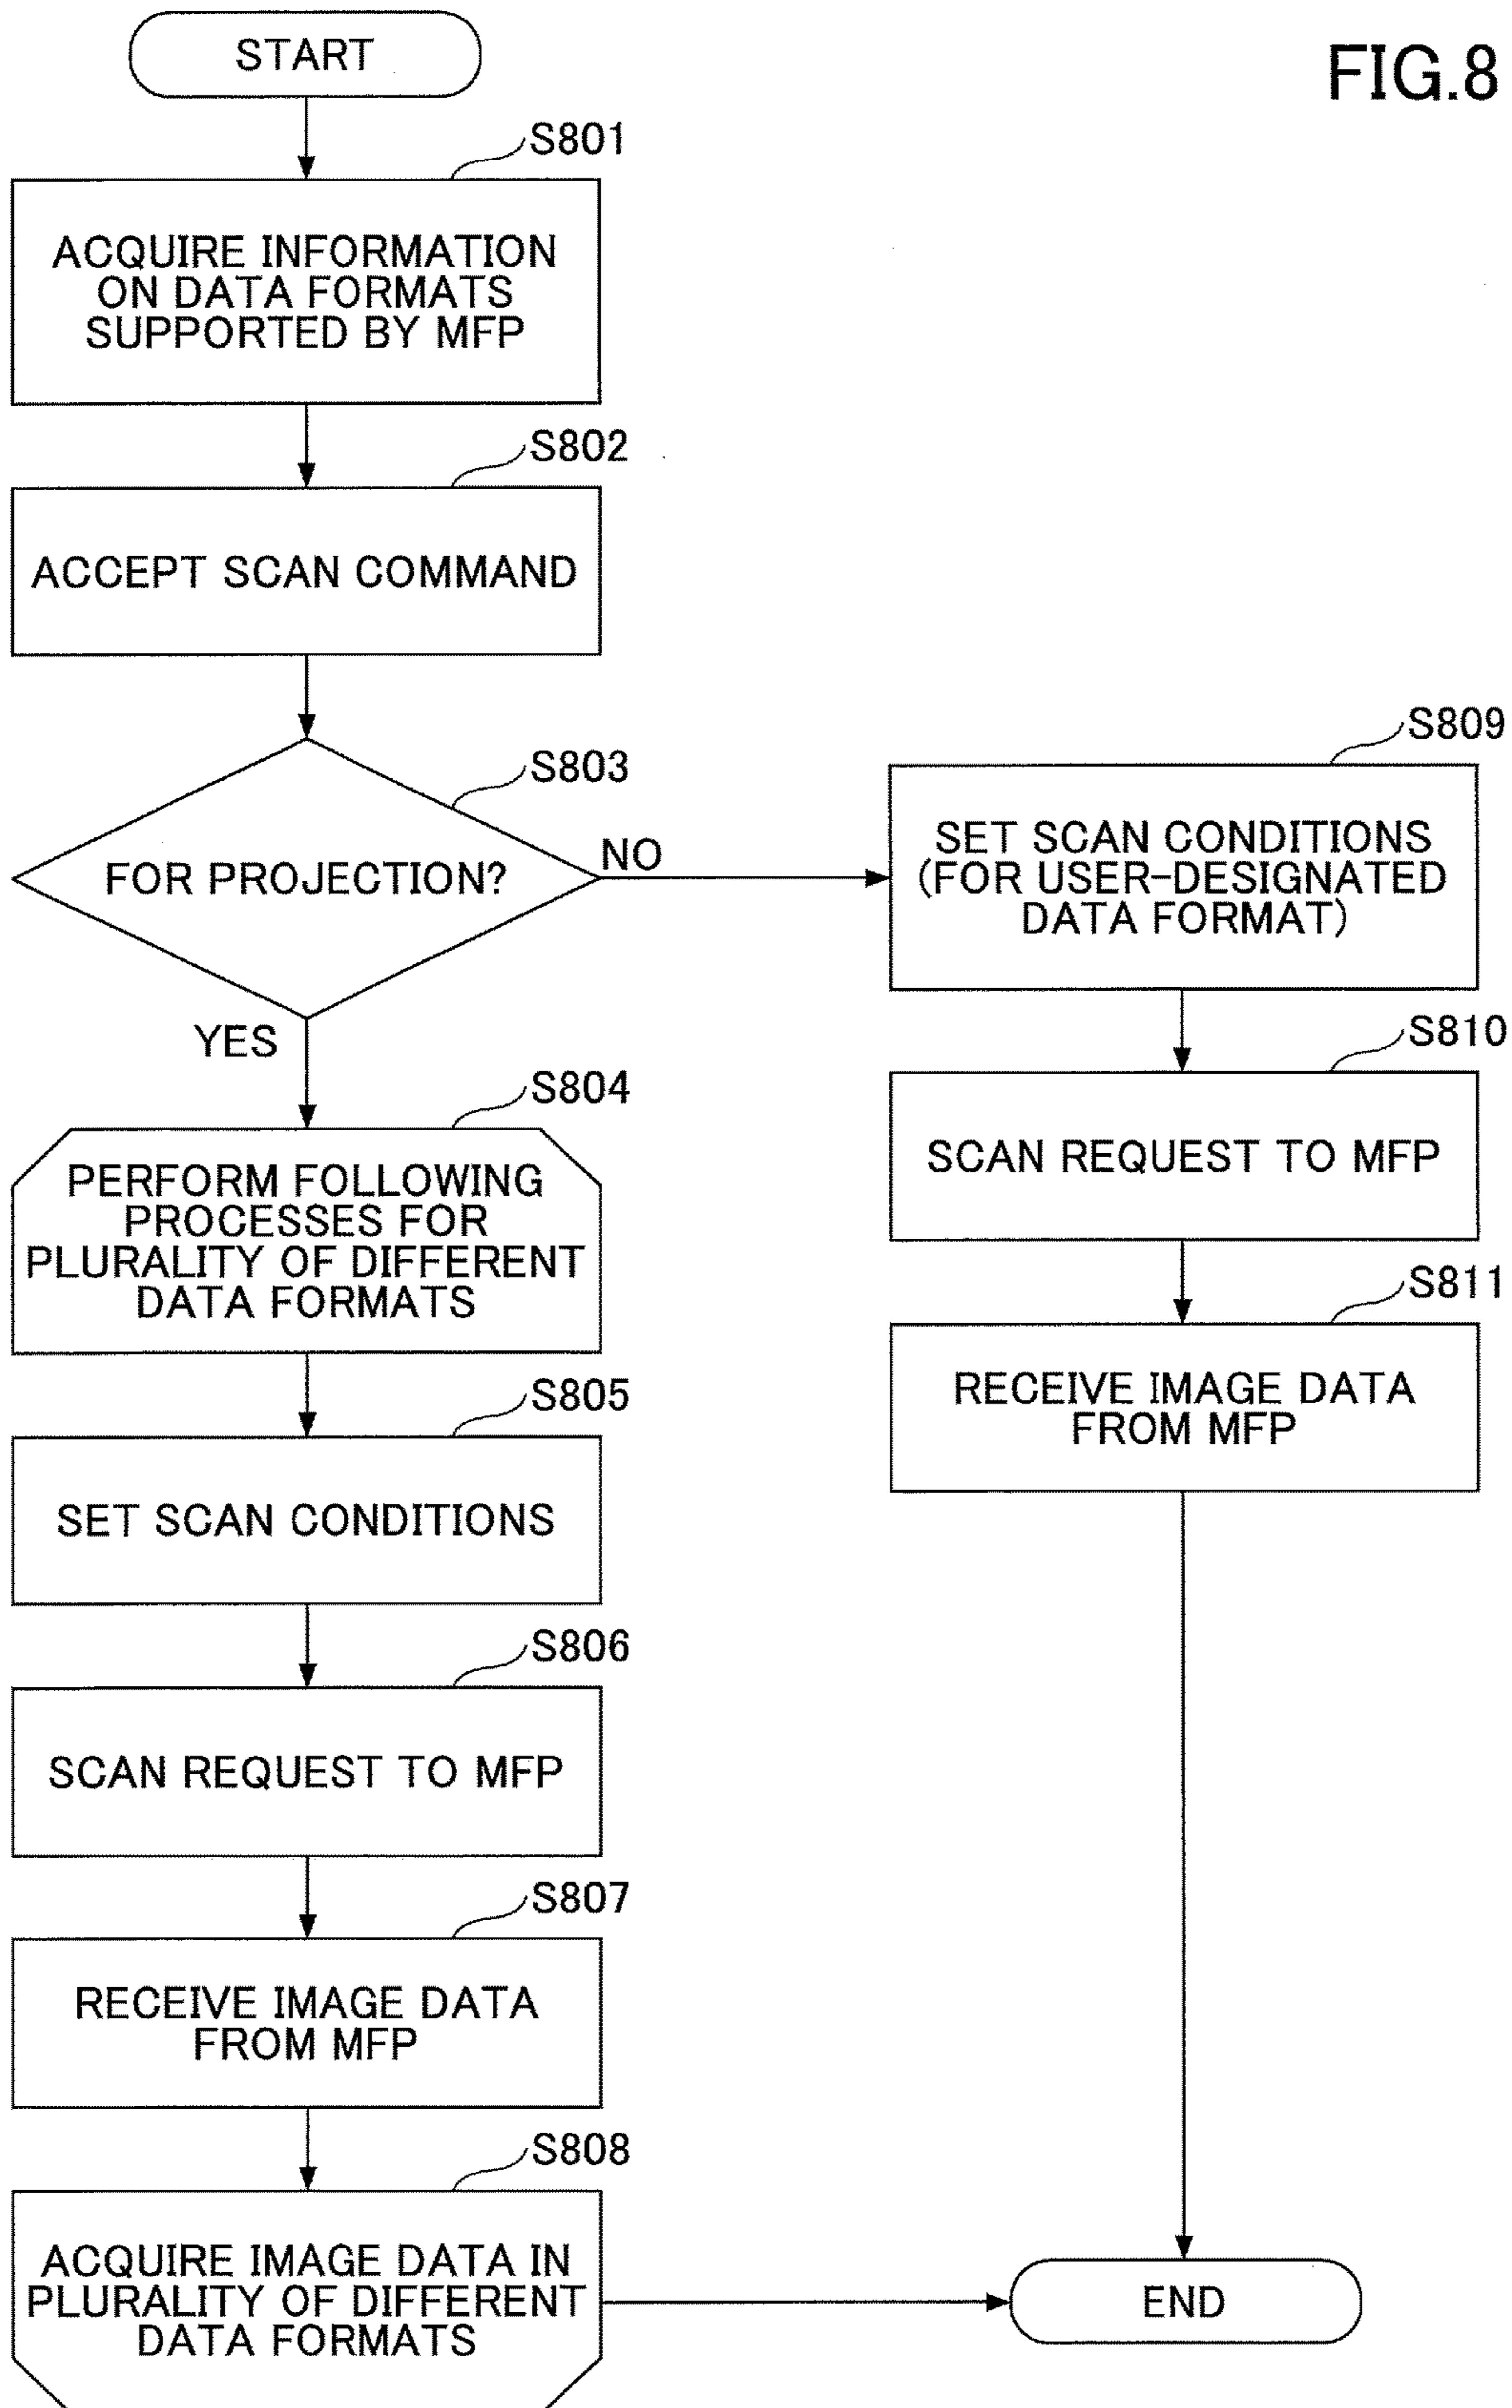 FIG.8
START
S801
ACQUIRE INFORMATION
ON DATA FORMATS
SUPPORTED BY MFP
S802
ACCEPT SCAN COMMAND
S803
FOR PROJECTION?
NO
YES
S804
PERFORM FOLLOWING
PROCESSES FOR
PLURALITY OF DIFFERENT
DATA FORMATS
S805
SET SCAN CONDITIONS
S806
SCAN REQUEST TO MFP
S807
RECEIVE IMAGE DATA
FROM MFP
S808
ACQUIRE IMAGE DATA IN
PLURALITY OF DIFFERENT
DATA FORMATS
S809
SET SCAN CONDITIONS
(FOR USER-DESIGNATED
DATA FORMAT)
S810
SCAN REQUEST TO MFP
S811
RECEIVE IMAGE DATA
FROM MFP
END